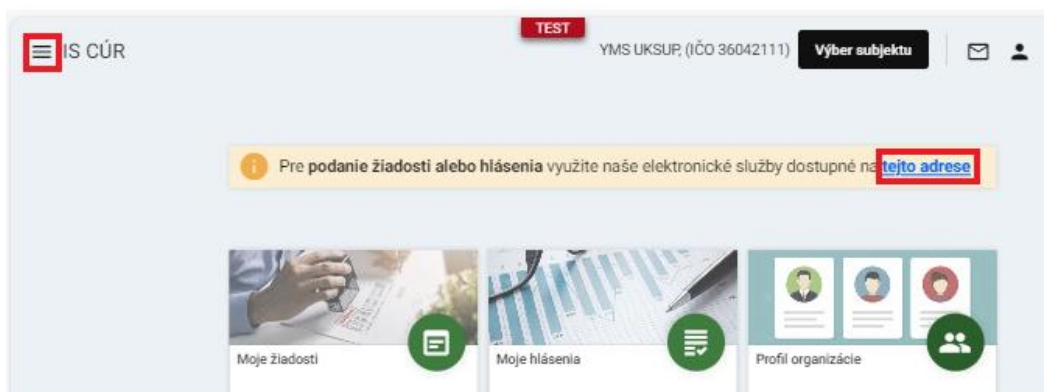 TEST
IS CÚR
YMS UKSUP, (IČO 36042111)
Výber subjektu
Pre podanie žiadosti alebo hlásenia využite naše elektronické služby dostupné na tejto adrese
Moje žiadosti
Moje hlásenia
Profil organizácie